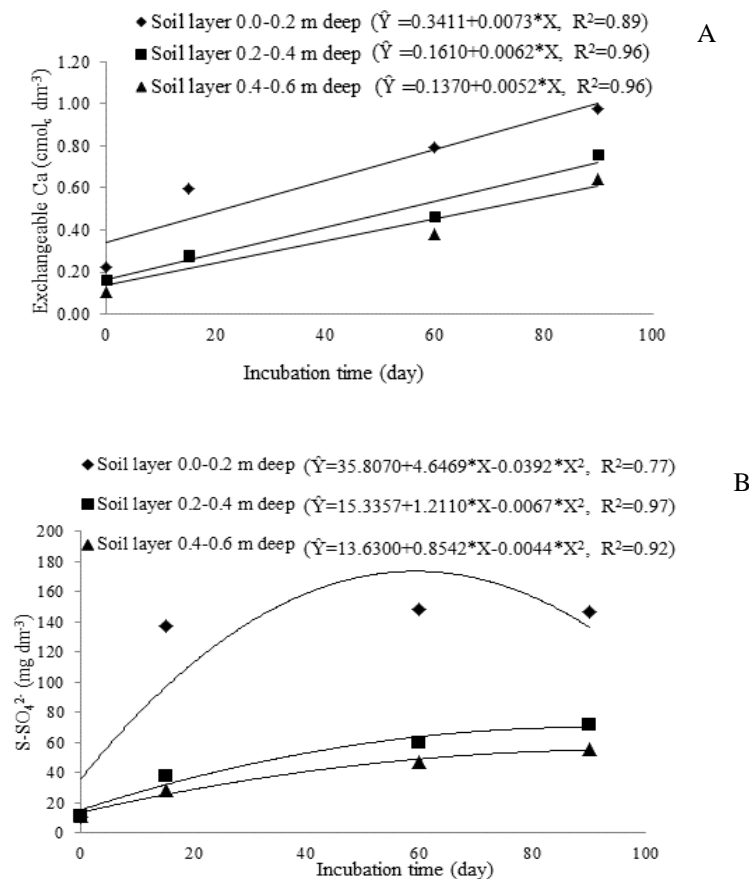 A
◆ Soil layer 0.0-0.2 m deep (Ŷ =0.3411+0.0073*X, R²=0.89)
■ Soil layer 0.2-0.4 m deep (Ŷ =0.1610+0.0062*X, R²=0.96)
▲ Soil layer 0.4-0.6 m deep (Ŷ =0.1370+0.0052*X, R²=0.96)
Exchangeable Ca (cmolc dm-3)
1.20
1.00
0.80
0.60
0.40
0.20
0.00
0 20 40 60 80 100
Incubation time (day)
B
◆ Soil layer 0.0-0.2 m deep (Ŷ=35.8070+4.6469*X-0.0392*X², R²=0.77)
■ Soil layer 0.2-0.4 m deep (Ŷ=15.3357+1.2110*X-0.0067*X², R²=0.97)
▲ Soil layer 0.4-0.6 m deep (Ŷ=13.6300+0.8542*X-0.0044*X², R²=0.92)
S-SO₄²⁻ (mg dm⁻³)
200
180
160
140
120
100
80
60
40
20
0
0 20 40 60 80 100
Incubation time (day)